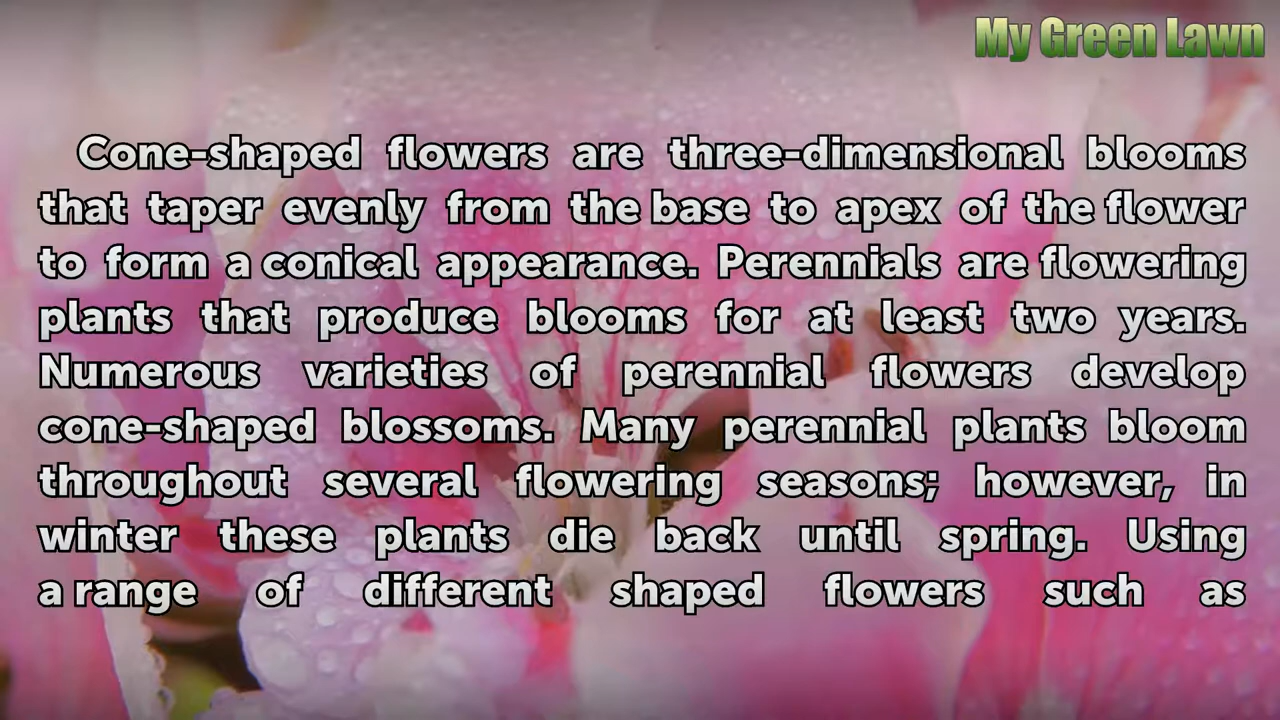 My Green Lawn
Cone-shaped flowers are three-dimensional blooms
that taper evenly from the base to apex of the flower
to form a conical appearance. Perennials are flowering
plants that produce blooms for at least two years.
Numerous varieties of perennial flowers develop
cone-shaped blossoms. Many perennial plants bloom
throughout several flowering seasons; however, in
winter these plants die back until spring. Using
a range of different shaped flowers such as